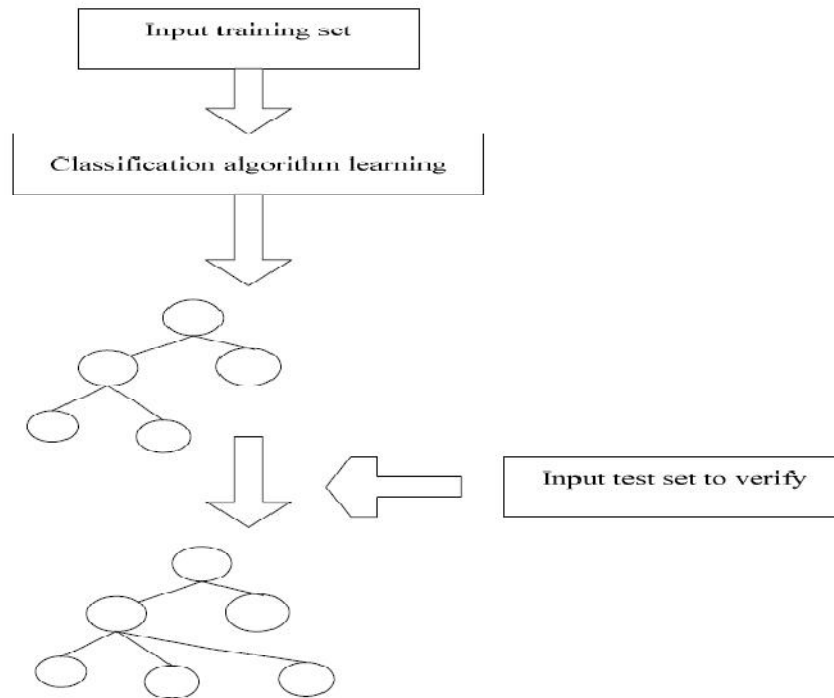 Input training set
Classification algorithm learning
Input test set to verify